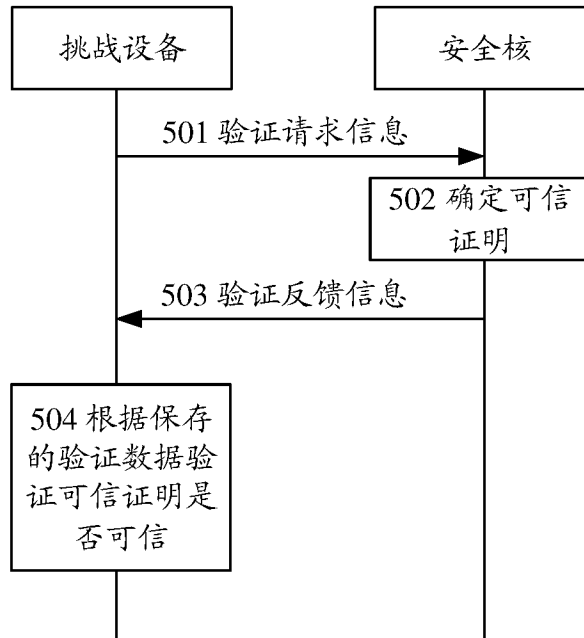 挑战设备
安全核
501 验证请求信息
502 确定可信
证明
503 验证反馈信息
504 根据保存
的验证数据验
证可信证明是
否可信